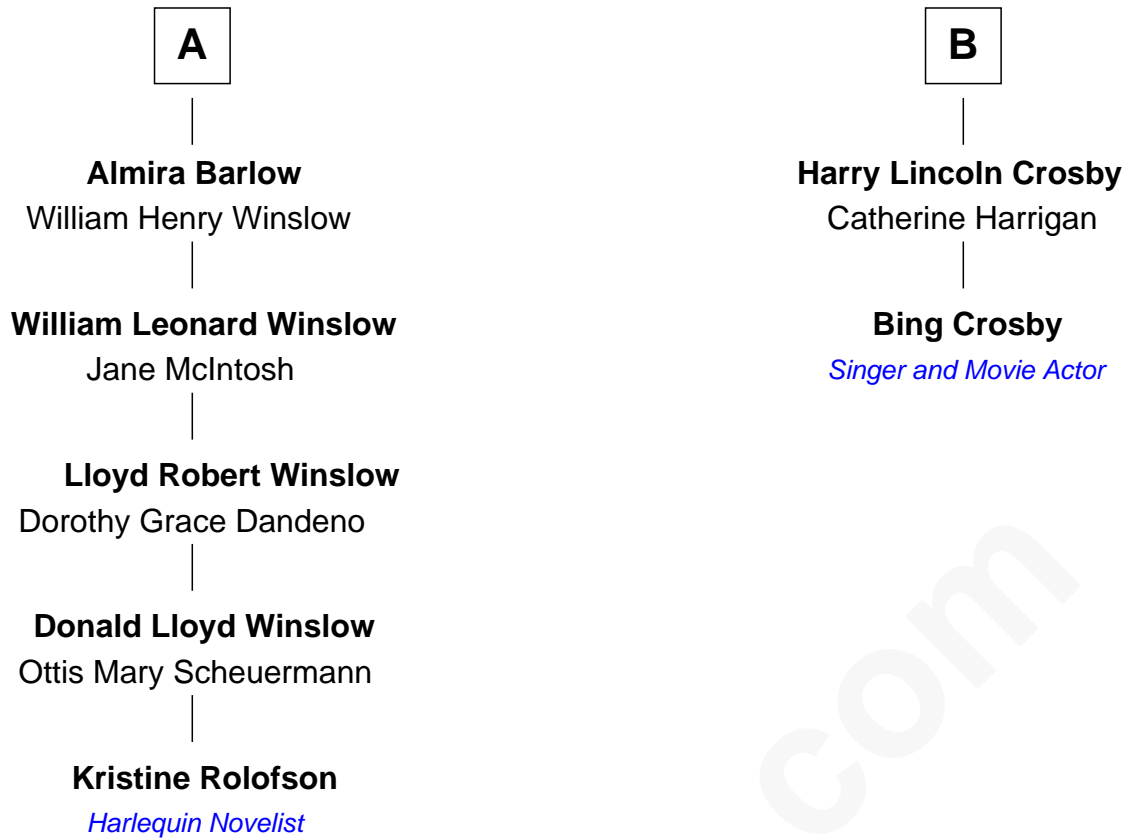 A
Almira Barlow
William Henry Winslow
William Leonard Winslow
Jane McIntosh
Lloyd Robert Winslow
Dorothy Grace Dandeno
Donald Lloyd Winslow
Ottis Mary Scheuermann
Kristine Rolofson
Harlequin Novelist
B
Harry Lincoln Crosby
Catherine Harrigan
Bing Crosby
Singer and Movie Actor
com